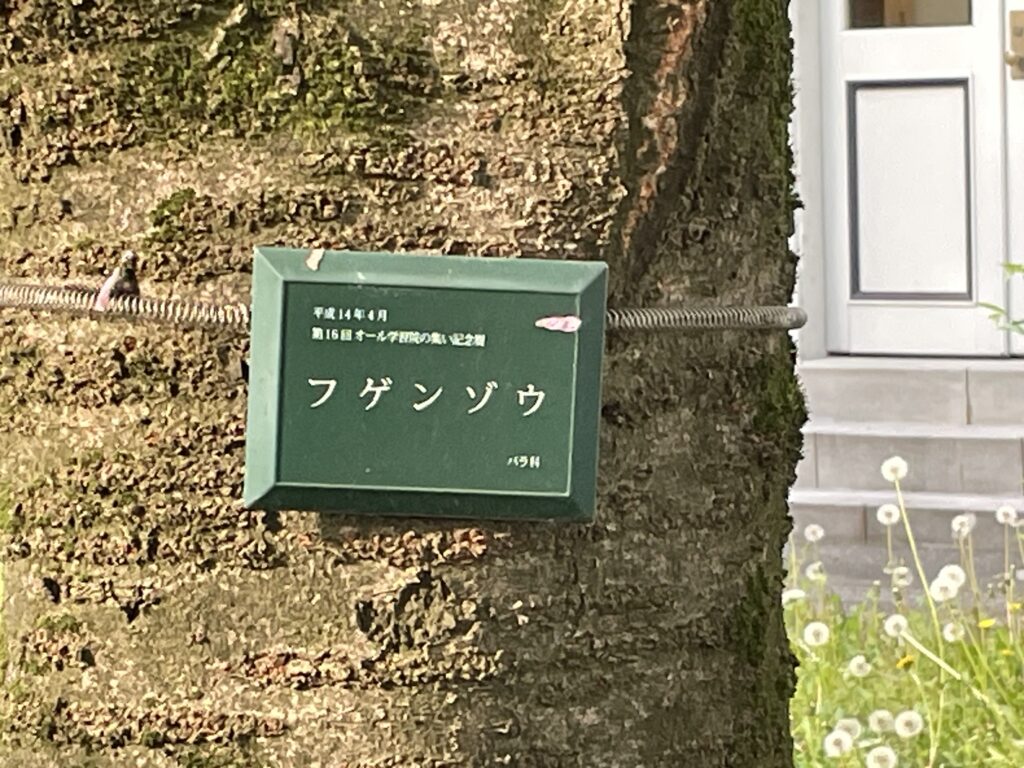 平成14年4月
第16回 オール学習院の集い記念樹
フゲンゾウ
バラ科